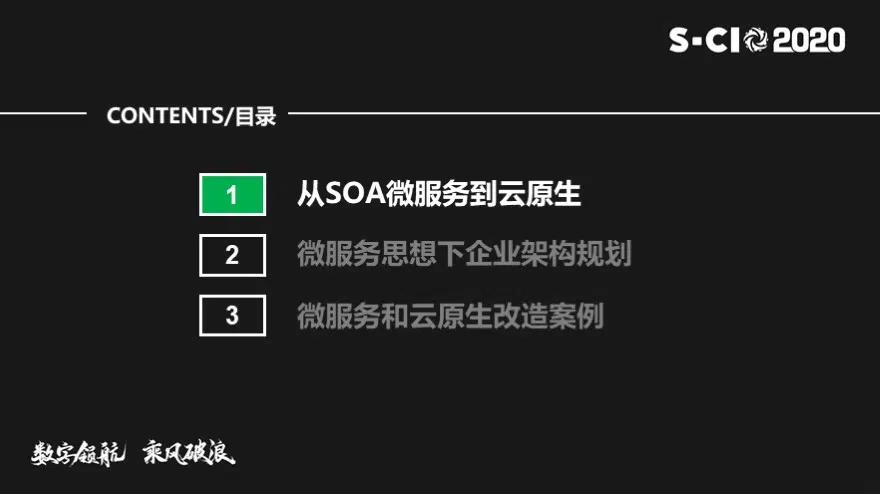 S-CIO2020
CONTENTS/目录
1 从SOA微服务到云原生
2 微服务思想下企业架构规划
3 微服务和云原生改造案例
数字领航 乘风破浪